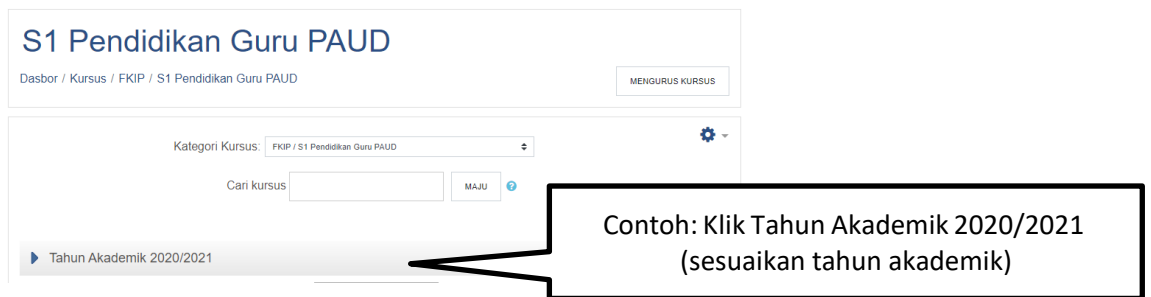 S1 Pendidikan Guru PAUD
Dasbor / Kursus / FKIP / S1 Pendidikan Guru PAUD
MENGURUS KURSUS
Kategori Kursus: FKIP / S1 Pendidikan Guru PAUD
Cari kursus MAJU ?
Contoh: Klik Tahun Akademik 2020/2021
(sesuaikan tahun akademik)
Tahun Akademik 2020/2021